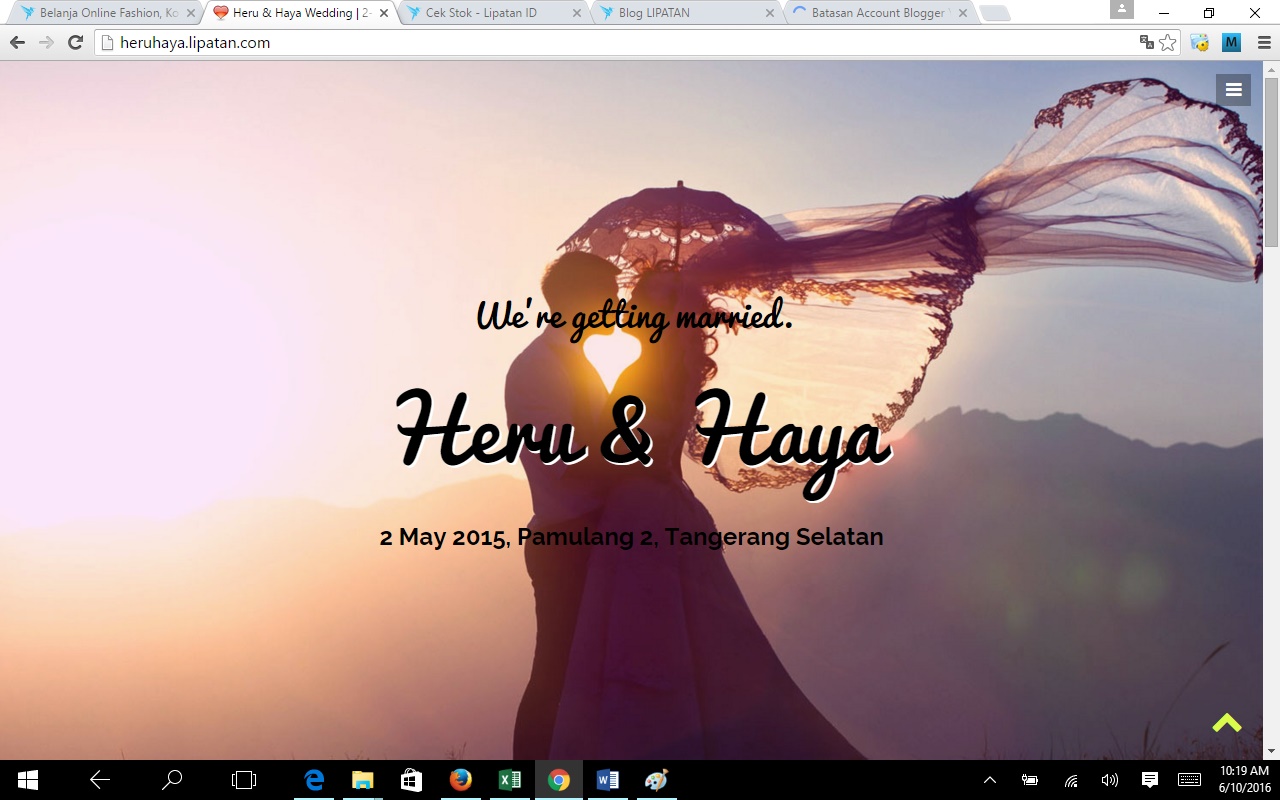 Belanja Online Fashion, Ko
Heru & Haya Wedding | 2-
Cek Stok - Lipatan ID
Blog LIPATAN
Batasan Account Blogger
heruhaya.lipatan.com
M
We're getting married.
Heru & Haya
2 May 2015, Pamulang 2, Tangerang Selatan
10:19 AM
6/10/2016